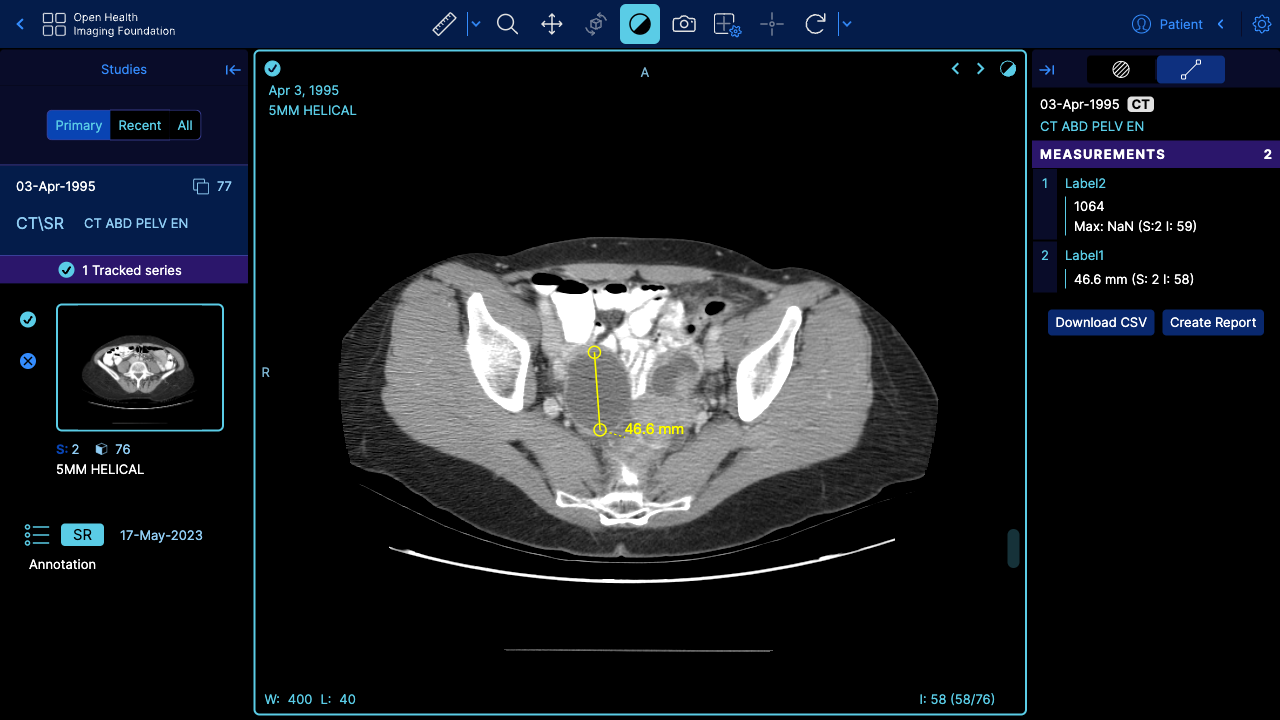 Open Health
Imaging Foundation
Patient
Studies
Primary Recent All
03-Apr-1995 77
CT\SR CT ABD PELV EN
1 Tracked series
S: 2 76
5MM HELICAL
SR 17-May-2023
Annotation
Apr 3, 1995
5MM HELICAL
A
R
46.6 mm
W: 400 L: 40
I: 58 (58/76)
03-Apr-1995 CT
CT ABD PELV EN
MEASUREMENTS 2
1 Label2
1064
Max: NaN (S:2 I: 59)
2 Label1
46.6 mm (S: 2 I: 58)
Download CSV Create Report